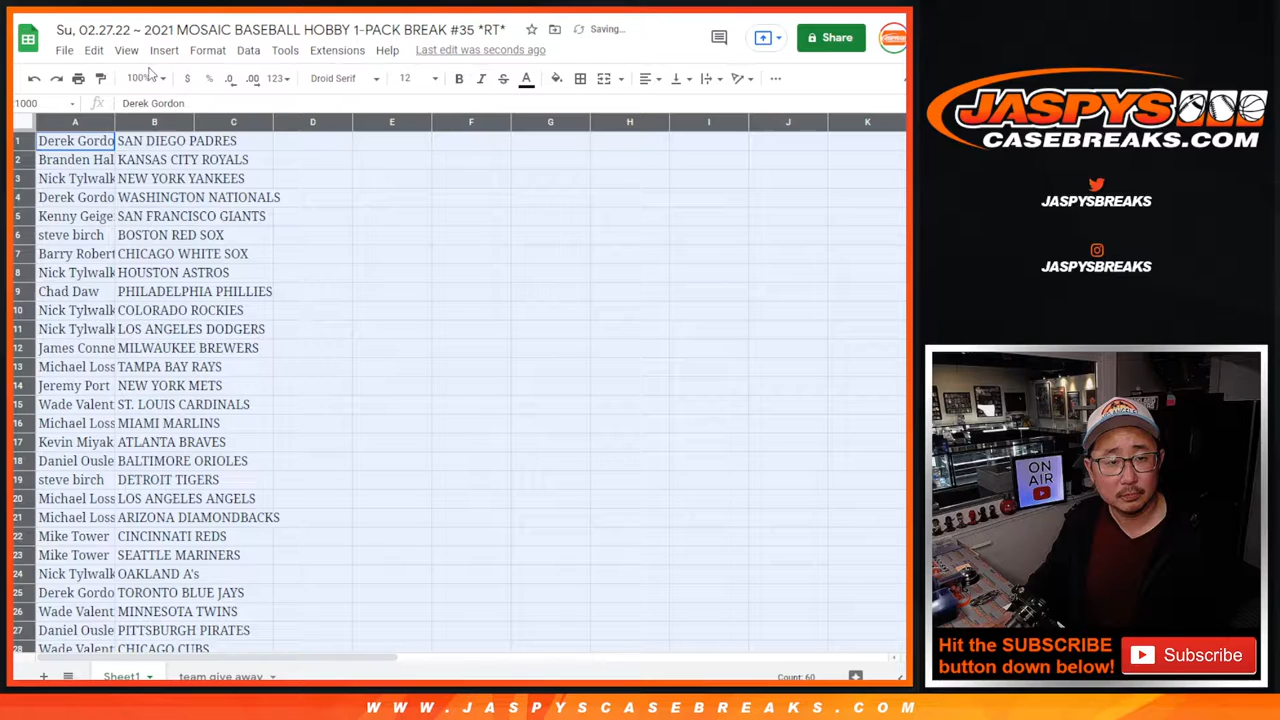 Su, 02.27.22 ~ 2021 MOSAIC BASEBALL HOBBY 1-PACK BREAK #35 *RT*
Saving...
File Edit View Insert Format Data Tools Extensions Help Last edit was seconds ago
Share
100% $ % .0 .00 123 Droid Serif 12 B I S A
1000 fx Derek Gordon
A B C D E F G H I J K
1 Derek Gordo SAN DIEGO PADRES
2 Branden Hal KANSAS CITY ROYALS
3 Nick Tylwalk NEW YORK YANKEES
4 Derek Gordo WASHINGTON NATIONALS
5 Kenny Geige SAN FRANCISCO GIANTS
6 steve birch BOSTON RED SOX
7 Barry Robert CHICAGO WHITE SOX
8 Nick Tylwalk HOUSTON ASTROS
9 Chad Daw PHILADELPHIA PHILLIES
10 Nick Tylwalk COLORADO ROCKIES
11 Nick Tylwalk LOS ANGELES DODGERS
12 James Conne MILWAUKEE BREWERS
13 Michael Loss TAMPA BAY RAYS
14 Jeremy Port NEW YORK METS
15 Wade Valent ST. LOUIS CARDINALS
16 Michael Loss MIAMI MARLINS
17 Kevin Miyak ATLANTA BRAVES
18 Daniel Ousle BALTIMORE ORIOLES
19 steve birch DETROIT TIGERS
20 Michael Loss LOS ANGELES ANGELS
21 Michael Loss ARIZONA DIAMONDBACKS
22 Mike Tower CINCINNATI REDS
23 Mike Tower SEATTLE MARINERS
24 Nick Tylwalk OAKLAND A's
25 Derek Gordo TORONTO BLUE JAYS
26 Wade Valent MINNESOTA TWINS
27 Daniel Ousle PITTSBURGH PIRATES
28 Wade Valent CHICAGO CUBS
Sheet1 team give away Count: 60
JASPYS
CASEBREAKS.COM
JASPYSBREAKS
JASPYSBREAKS
ON
AIR
Hit the SUBSCRIBE
button down below!
Subscribe
WWW.JASPYSCASEBREAKS.COM